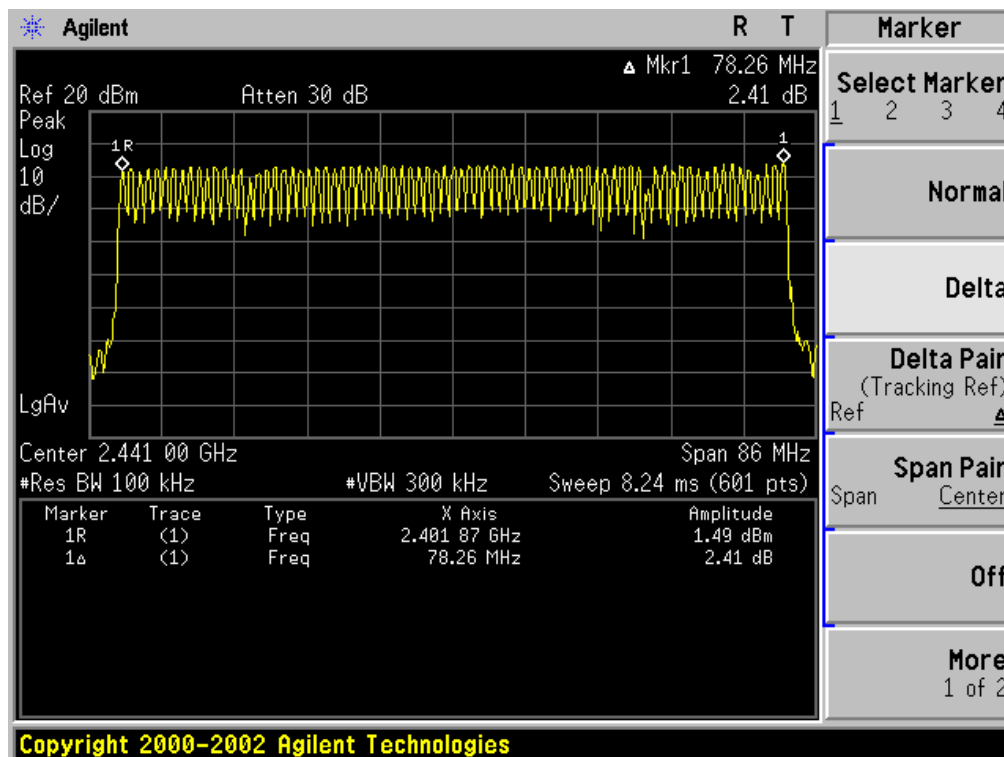 Agilent R T
Δ Mkr1 78.26 MHz
Ref 20 dBm Atten 30 dB 2.41 dB
Peak
Log
10
dB/
1R
1
LgAv
Center 2.441 00 GHz Span 86 MHz
#Res BW 100 kHz #VBW 300 kHz Sweep 8.24 ms (601 pts)
Marker Trace Type X Axis Amplitude
1R (1) Freq 2.401 87 GHz 1.49 dBm
1Δ (1) Freq 78.26 MHz 2.41 dB
Marker
Select Marker
1 2 3 4
Normal
Delta
Delta Pair
(Tracking Ref)
Ref Δ
Span Pair
Span Center
Off
More
1 of 2
Copyright 2000-2002 Agilent Technologies